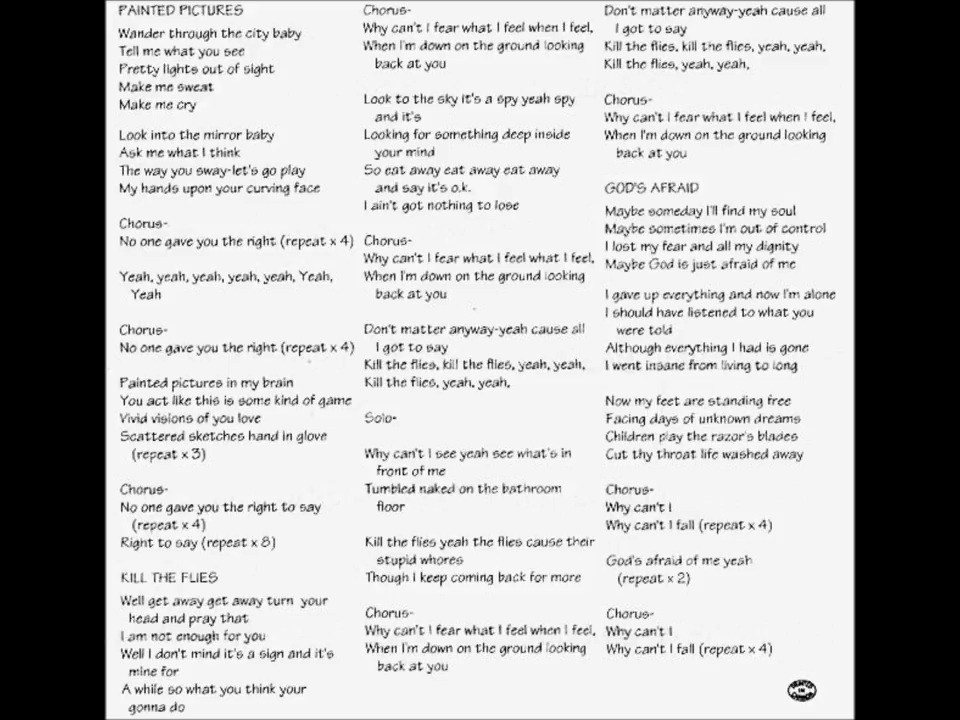 PAINTED PICTURES
Wander through the city baby
Tell me what you see
Pretty lights out of sight
Make me sweat
Make me cry
Look into the mirror baby
Ask me what I think
The way you sway-let's go play
My hands upon your curving face
Chorus-
No one gave you the right (repeat x 4)
Yeah, yeah, yeah, yeah, yeah, Yeah,
Yeah
Chorus-
No one gave you the right (repeat x 4)
Painted pictures in my brain
You act like this is some kind of game
Vivid visions of you love
Scattered sketches hand in glove
(repeat x 3)
Chorus-
No one gave you the right to say
(repeat x 4)
Right to say (repeat x 8)
KILL THE FLIES
Well get away get away turn your
head and pray that
I am not enough for you
Well I don't mind it's a sign and it's
mine for
A while so what you think your
gonna do
Chorus-
Why can't I fear what I feel when I feel,
When I'm down on the ground looking
back at you
Look to the sky it's a spy yeah spy
and it's
Looking for something deep inside
your mind
So eat away eat away eat away
and say it's o.k.
I ain't got nothing to lose
Chorus-
Why can't I fear what I feel what I feel,
When I'm down on the ground looking
back at you
Don't matter anyway-yeah cause all
I got to say
Kill the flies, kill the flies, yeah, yeah,
Kill the flies, yeah, yeah,
Solo-
Why can't I see yeah see what's in
front of me
Tumbled naked on the bathroom
floor
Kill the flies yeah the flies cause their
stupid whores
Though I keep coming back for more
Chorus-
Why can't I fear what I feel when I feel,
When I'm down on the ground looking
back at you
Don't matter anyway-yeah cause all
I got to say
Kill the flies, kill the flies, yeah, yeah,
Kill the flies, yeah, yeah,
Chorus-
Why can't I fear what I feel when I feel,
When I'm down on the ground looking
back at you
GOD'S AFRAID
Maybe someday I'll find my soul
Maybe sometimes I'm out of control
I lost my fear and all my dignity
Maybe God is just afraid of me
I gave up everything and now I'm alone
I should have listened to what you
were told
Although everything I had is gone
I went insane from living to long
Now my feet are standing free
Facing days of unknown dreams
Children play the razor's blades
Cut thy throat life washed away
Chorus-
Why can't I
Why can't I fall (repeat x 4)
God's afraid of me yeah
(repeat x 2)
Chorus-
Why can't I
Why can't I fall (repeat x 4)
PRINTED
IN
CANADA